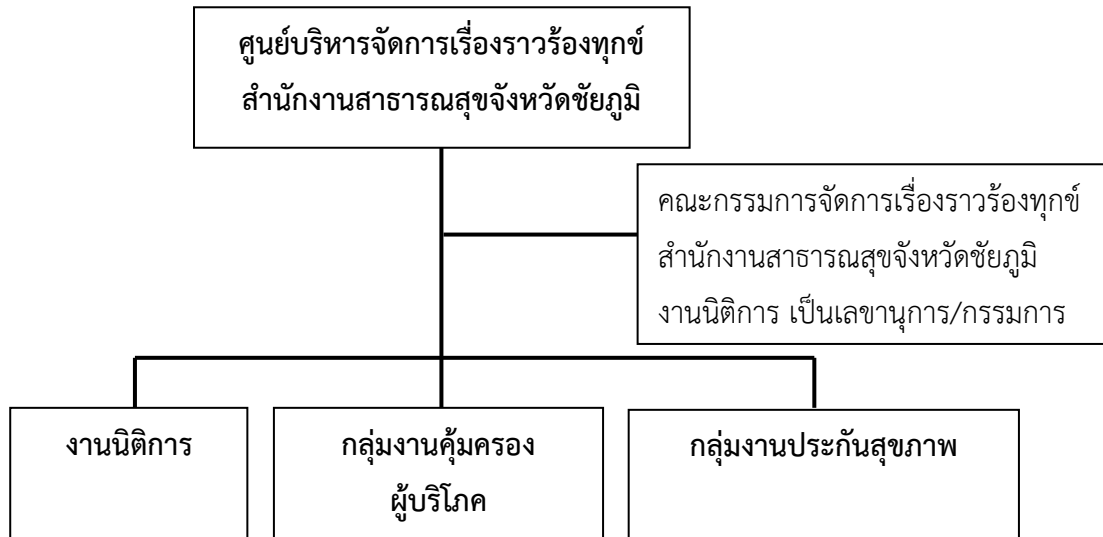 ศูนย์บริหารจัดการเรื่องราวร้องทุกข์
สำนักงานสาธารณสุขจังหวัดชัยภูมิ
คณะกรรมการจัดการเรื่องราวร้องทุกข์
สำนักงานสาธารณสุขจังหวัดชัยภูมิ
งานนิติการ เป็นเลขานุการ/กรรมการ
งานนิติการ
กลุ่มงานคุ้มครอง
ผู้บริโภค
กลุ่มงานประกันสุขภาพ